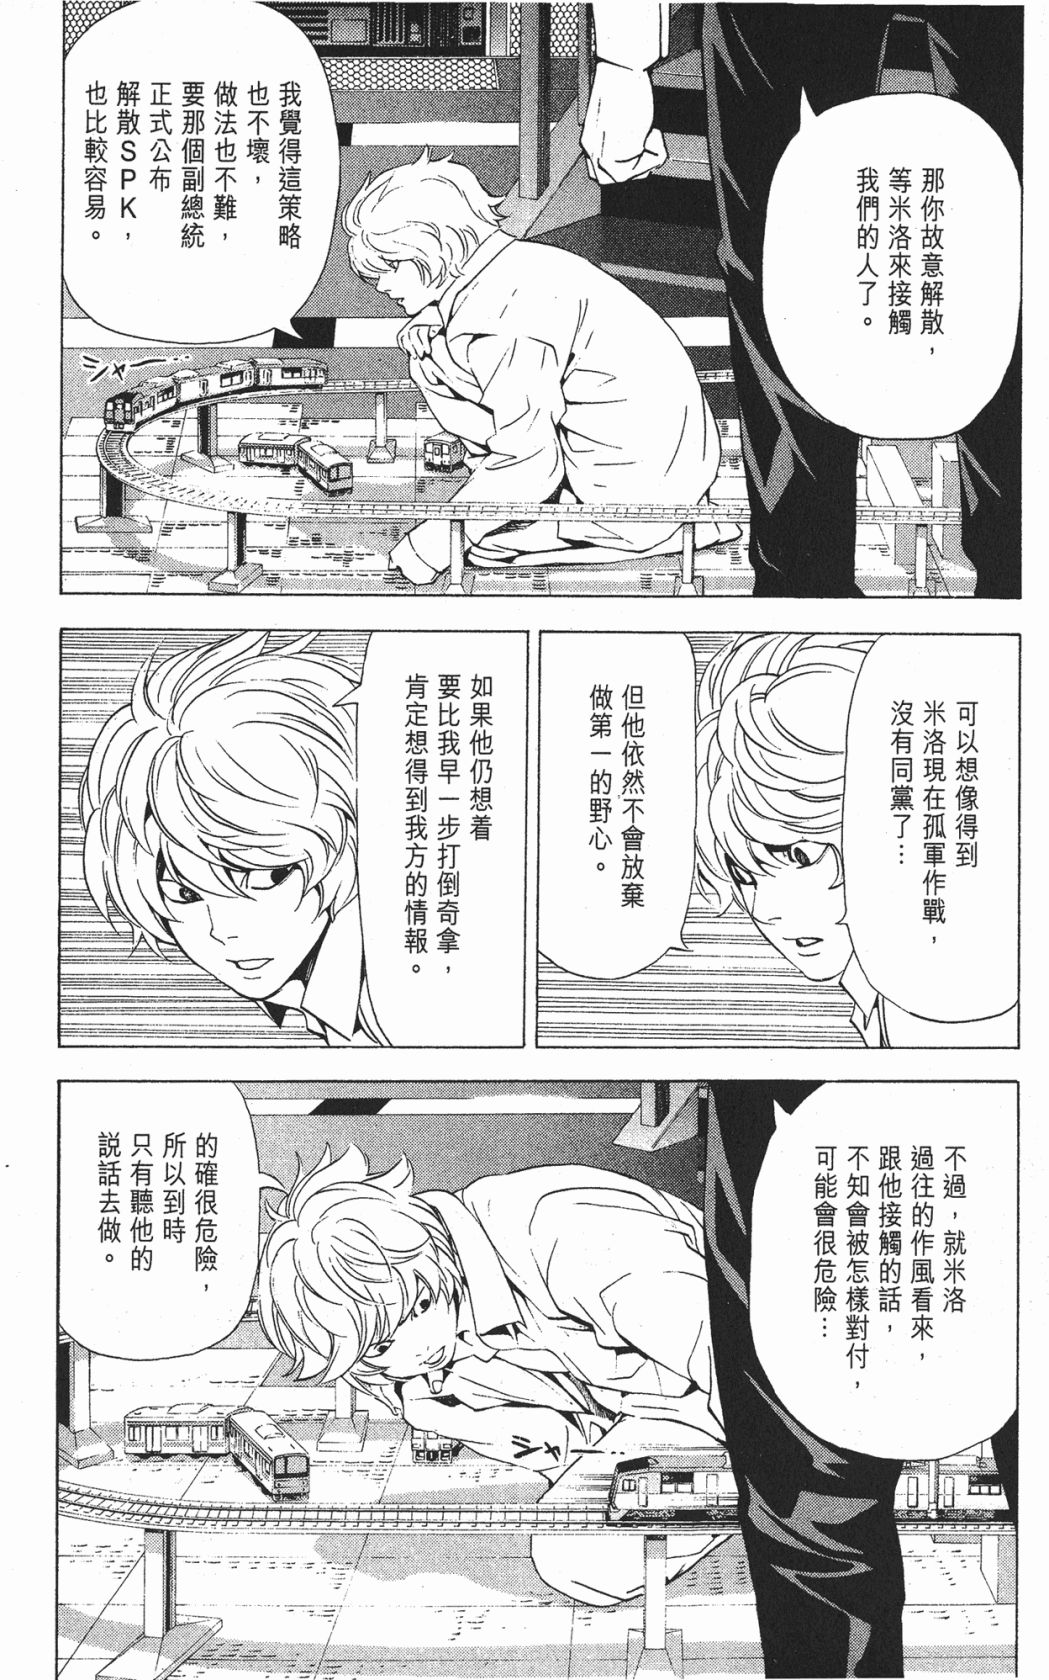 那你故意解散，
等米洛來接觸
我們的人了。
我覺得這策略
也不壞，
做法也不難，
要那個副總統
正式公布
解散SPK，
也比較容易。
シャー…
可以想像得到
米洛現在孤軍作戰，
沒有同黨了…
但他依然不會放棄
做第一的野心。
如果他仍想着
要比我早一步打倒奇拿，
肯定想得到我方的情報。
不過，就米洛
過往的作風看來，
跟他接觸的話，
不知會被怎樣對付，
可能會很危險…
的確很危險，
所以到時
只有聽他的
説話去做。
シャー